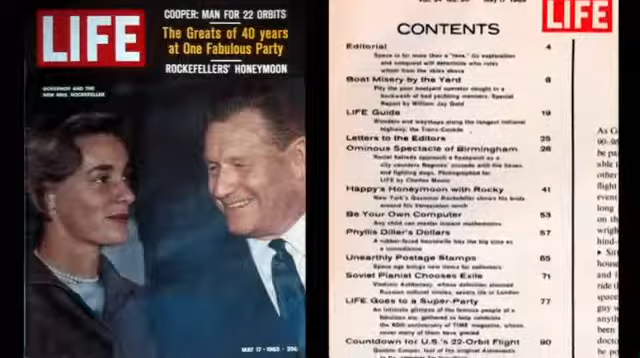 LIFE
COOPER: MAN FOR 22 ORBITS
The Greats of 40 years
at One Fabulous Party
ROCKEFELLERS' HONEYMOON
GOVERNOR AND THE
NEW MRS. ROCKEFELLER
MAY 17 · 1963 · 25¢
LIFE
CONTENTS
Editorial 4
Space is far more than a "race." Its exploration
and conquest will determine who rules
Boat Misery by the Yard 8
Pity the poor boatyard operator caught in a
backwash of bad yachting manners. Special
Report by William Jay Gold
LIFE Guide 19
Wonders and waystops along the longest national
highway, the Trans-Canada
Letters to the Editors 25
Ominous Spectacle of Birmingham 26
Racial hatreds approach a flashpoint as a
city counters Negroes' crusade with fire hoses
and fighting dogs. Photographed for
LIFE by Charles Moore
Happy's Honeymoon with Rocky 41
New York's Governor Rockefeller shows his bride
around his Venezuelan ranch
Be Your Own Computer 53
Any child can master instant mathematics
Phyllis Diller's Dollars 57
A rubber-faced housewife hits the big time as
a comedienne
Unearthly Postage Stamps 65
Space age brings new items for collectors
Soviet Pianist Chooses Exile 71
Vladimir Ashkenazy, whose defection stunned
Russian cultural circles, savors life in London
LIFE Goes to a Super-Party 77
An intimate glimpse of the famous people of a
fabulous era gathered to help celebrate
the 40th anniversary of TIME magazine, whose
cover many of them have graced
Countdown for U.S.'s 22-Orbit Flight 90
Gordon Cooper, last of the original Astronauts